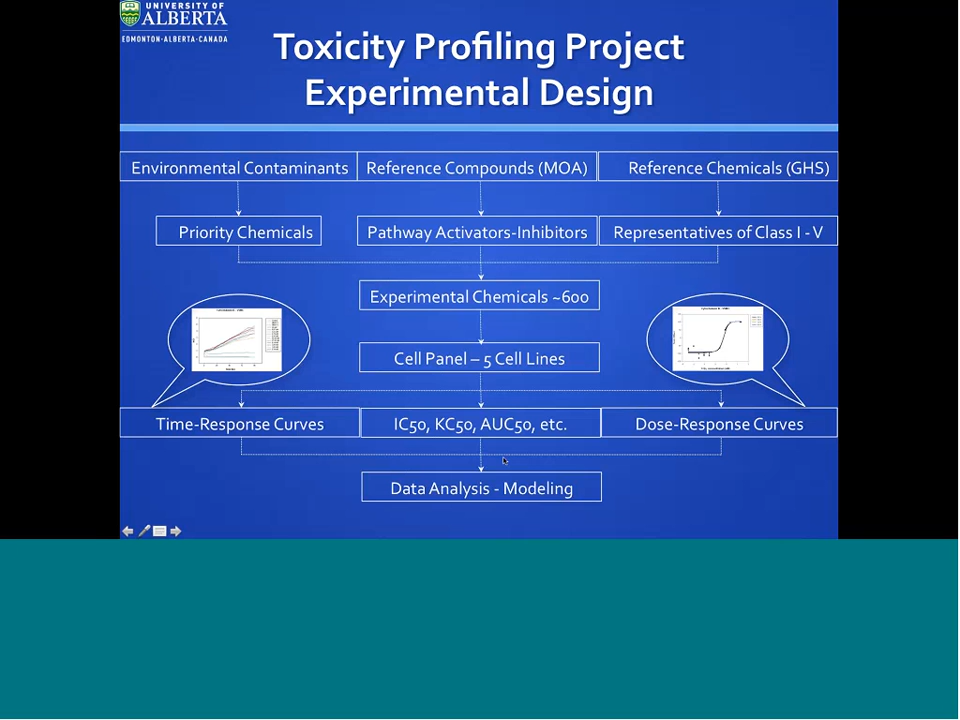 UNIVERSITY OF
ALBERTA
EDMONTON·ALBERTA·CANADA
Toxicity Profiling Project
Experimental Design
Environmental Contaminants
Reference Compounds (MOA)
Reference Chemicals (GHS)
Priority Chemicals
Pathway Activators-Inhibitors
Representatives of Class I - V
Experimental Chemicals ~600
Cell Panel – 5 Cell Lines
Time-Response Curves
IC50, KC50, AUC50, etc.
Dose-Response Curves
Data Analysis - Modeling